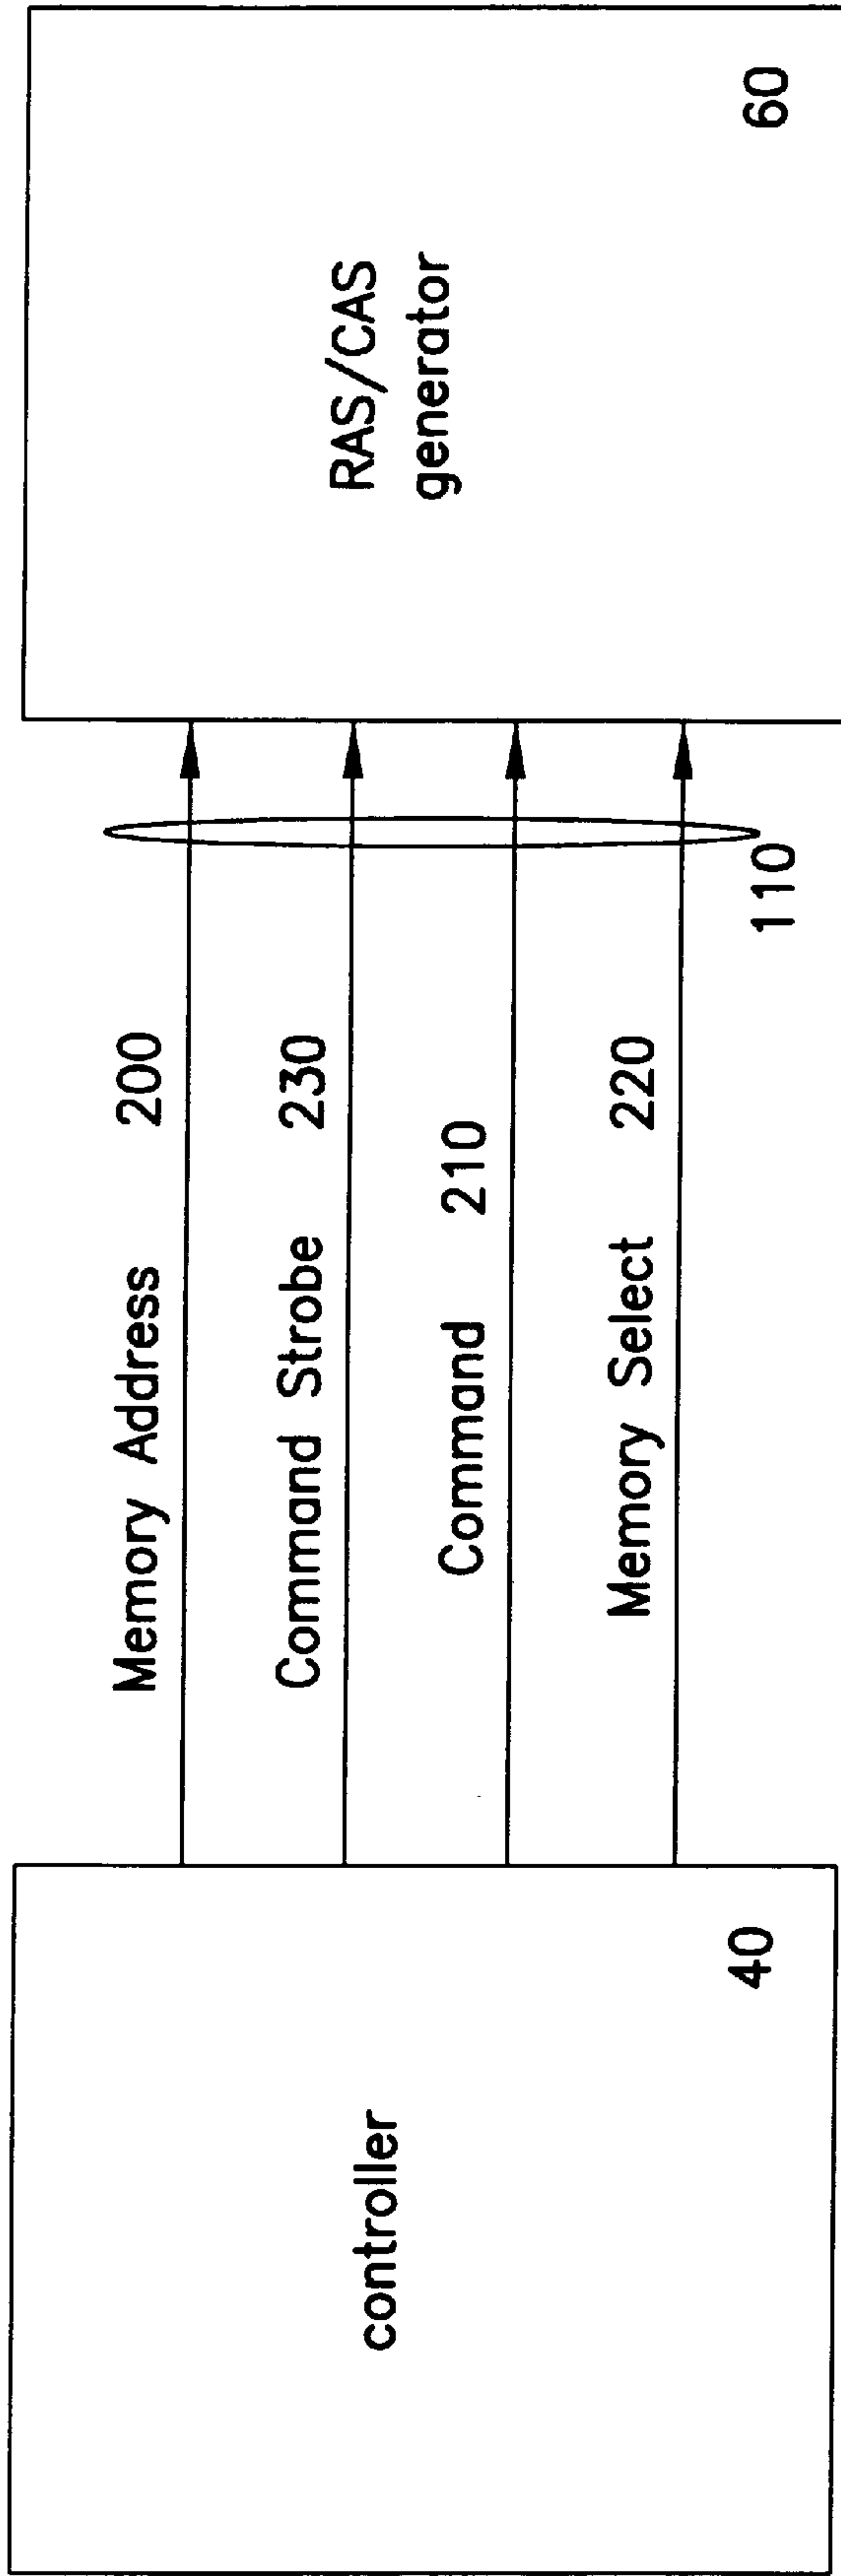 controller
40
Memory Address 200
Command Strobe 230
Command 210
Memory Select 220
110
RAS/CAS
generator
60